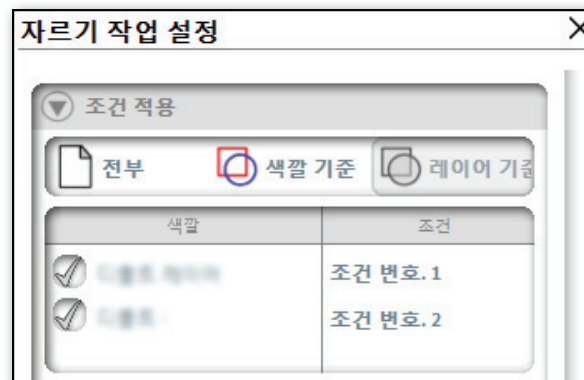 자르기 작업 설정
조건 적용
전부 색깔 기준 레이어 기준
색깔 조건
조건 번호.1
조건 번호.2